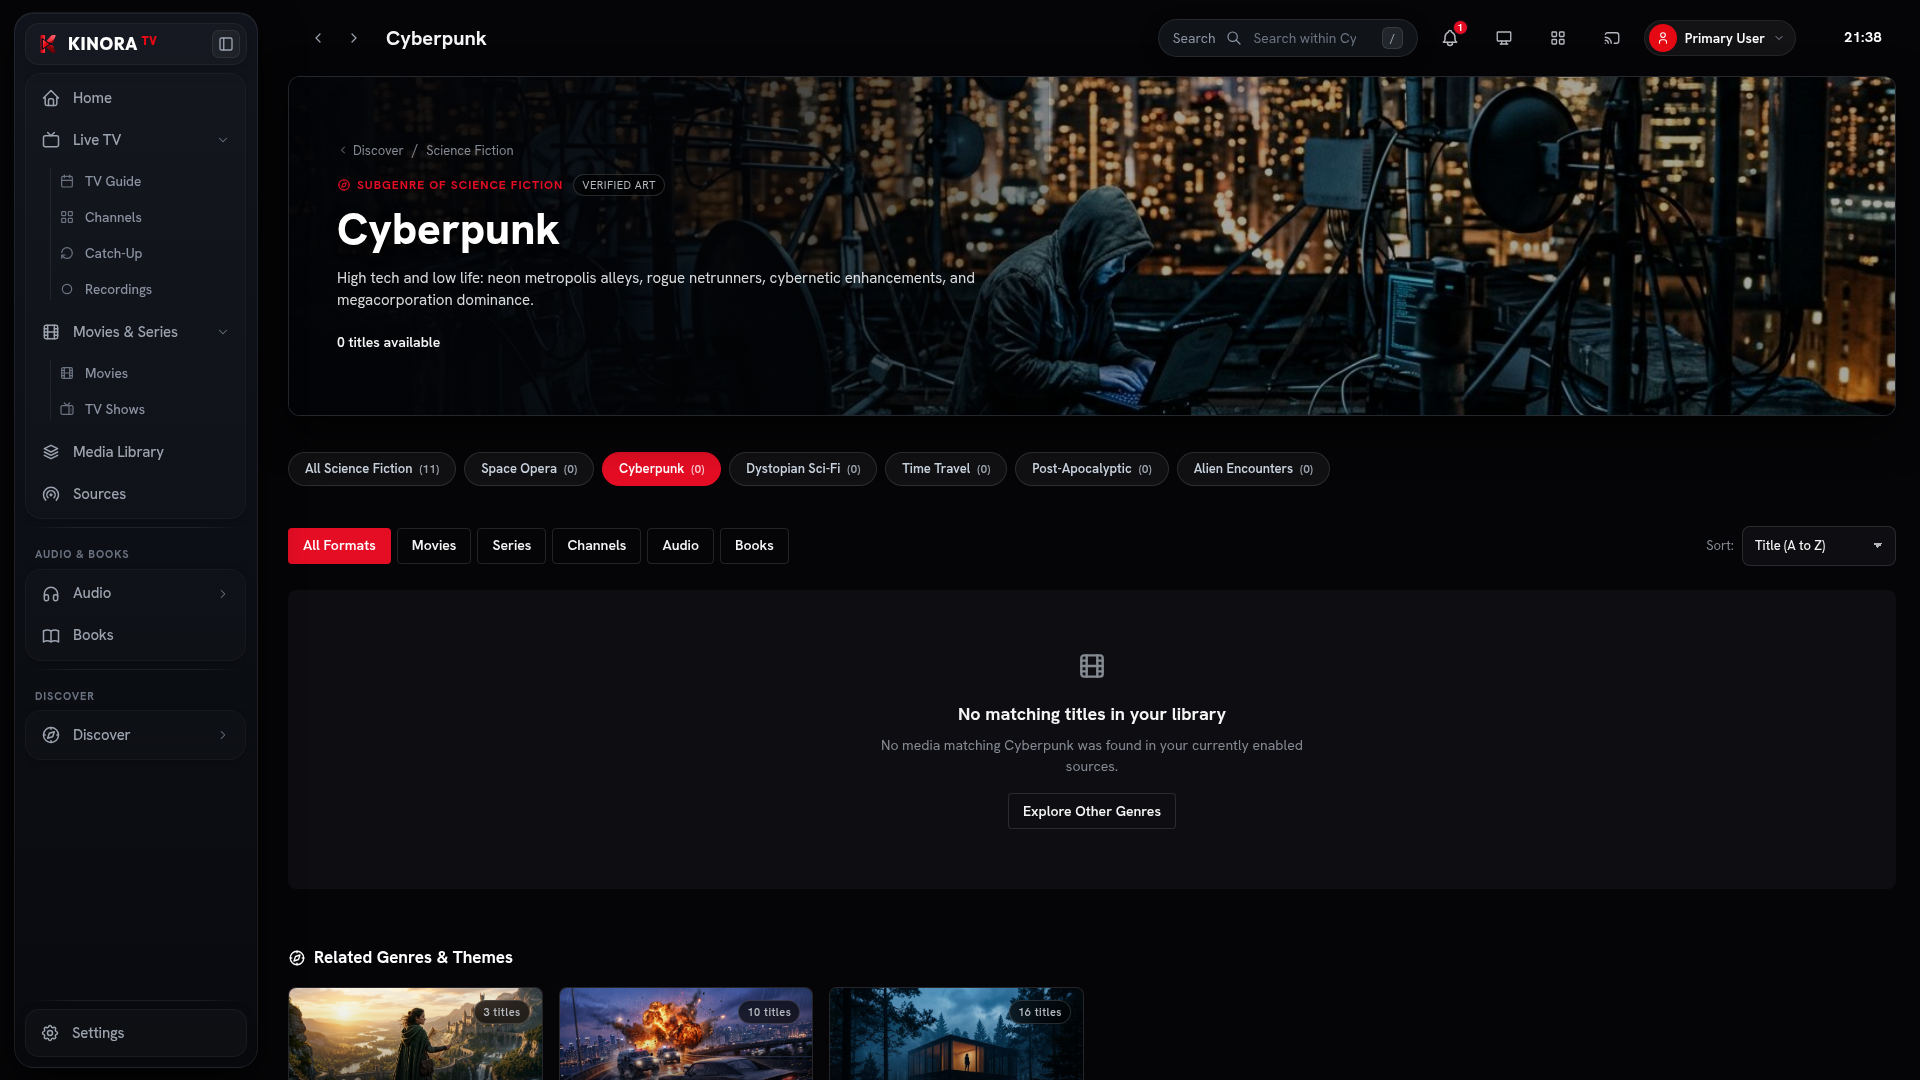 KINORA TV
Cyberpunk
Search
Search within Cy
/
1
Primary User
21:38
Home
Live TV
TV Guide
Channels
Catch-Up
Recordings
Movies & Series
Movies
TV Shows
Media Library
Sources
AUDIO & BOOKS
Audio
Books
DISCOVER
Discover
Settings
Discover / Science Fiction
SUBGENRE OF SCIENCE FICTION
VERIFIED ART
Cyberpunk
High tech and low life: neon metropolis alleys, rogue netrunners, cybernetic enhancements, and
megacorporation dominance.
0 titles available
All Science Fiction (11)
Space Opera (0)
Cyberpunk (0)
Dystopian Sci-Fi (0)
Time Travel (0)
Post-Apocalyptic (0)
Alien Encounters (0)
All Formats
Movies
Series
Channels
Audio
Books
Sort:
Title (A to Z)
No matching titles in your library
No media matching Cyberpunk was found in your currently enabled
sources.
Explore Other Genres
Related Genres & Themes
3 titles
10 titles
16 titles